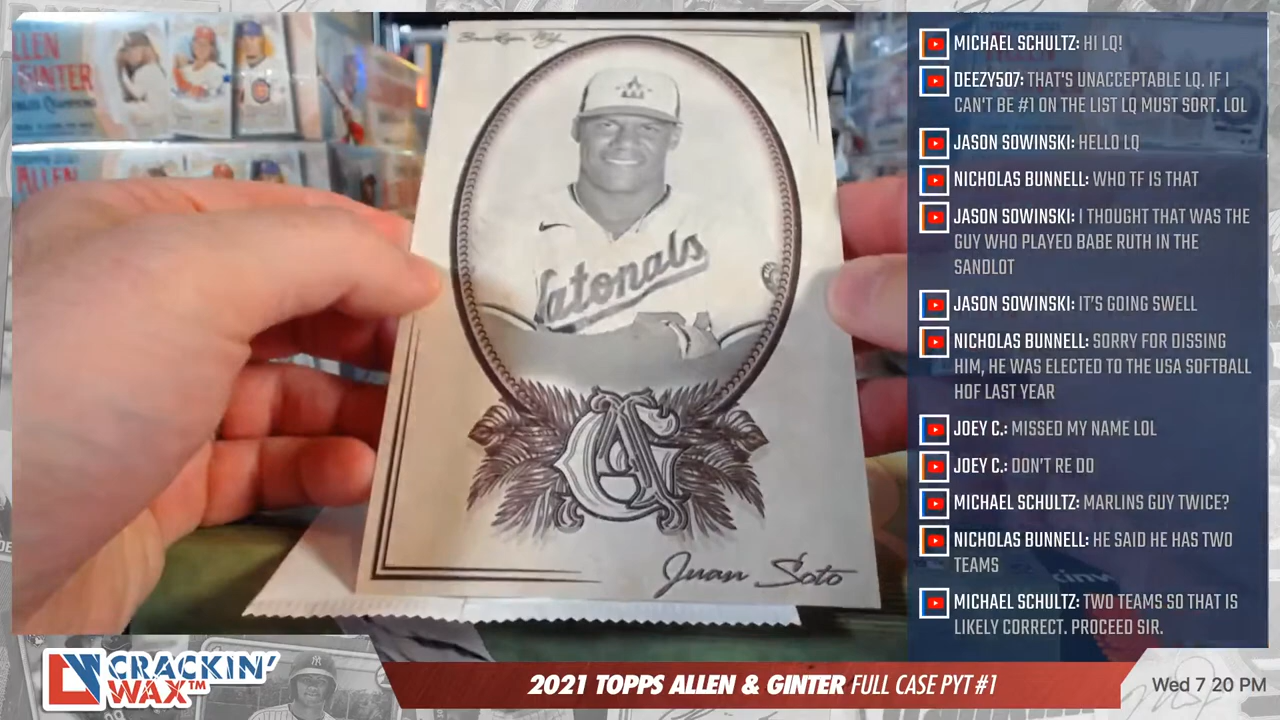 LLEN
GINTER
ALLEN
Nationals
Juan Soto
MICHAEL SCHULTZ: HI LQ!
DEEZY507: THAT'S UNACCEPTABLE LQ. IF I
CAN'T BE #1 ON THE LIST LQ MUST SORT. LOL
JASON SOWINSKI: HELLO LQ
NICHOLAS BUNNELL: WHO TF IS THAT
JASON SOWINSKI: I THOUGHT THAT WAS THE
GUY WHO PLAYED BABE RUTH IN THE
SANDLOT
JASON SOWINSKI: IT'S GOING SWELL
NICHOLAS BUNNELL: SORRY FOR DISSING
HIM, HE WAS ELECTED TO THE USA SOFTBALL
HOF LAST YEAR
JOEY C.: MISSED MY NAME LOL
JOEY C.: DON'T RE DO
MICHAEL SCHULTZ: MARLINS GUY TWICE?
NICHOLAS BUNNELL: HE SAID HE HAS TWO
TEAMS
MICHAEL SCHULTZ: TWO TEAMS SO THAT IS
LIKELY CORRECT. PROCEED SIR.
CRACKIN'
WAX™
2021 TOPPS ALLEN & GINTER FULL CASE PYT #1
Wed 7 20 PM